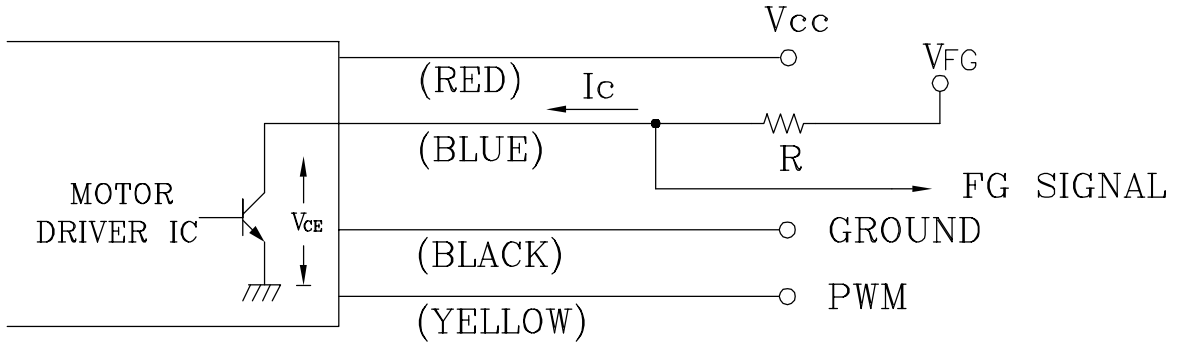 Vcc
VFG
(RED)
Ic
(BLUE)
R
FG SIGNAL
MOTOR
DRIVER IC
VCE
GROUND
(BLACK)
PWM
(YELLOW)